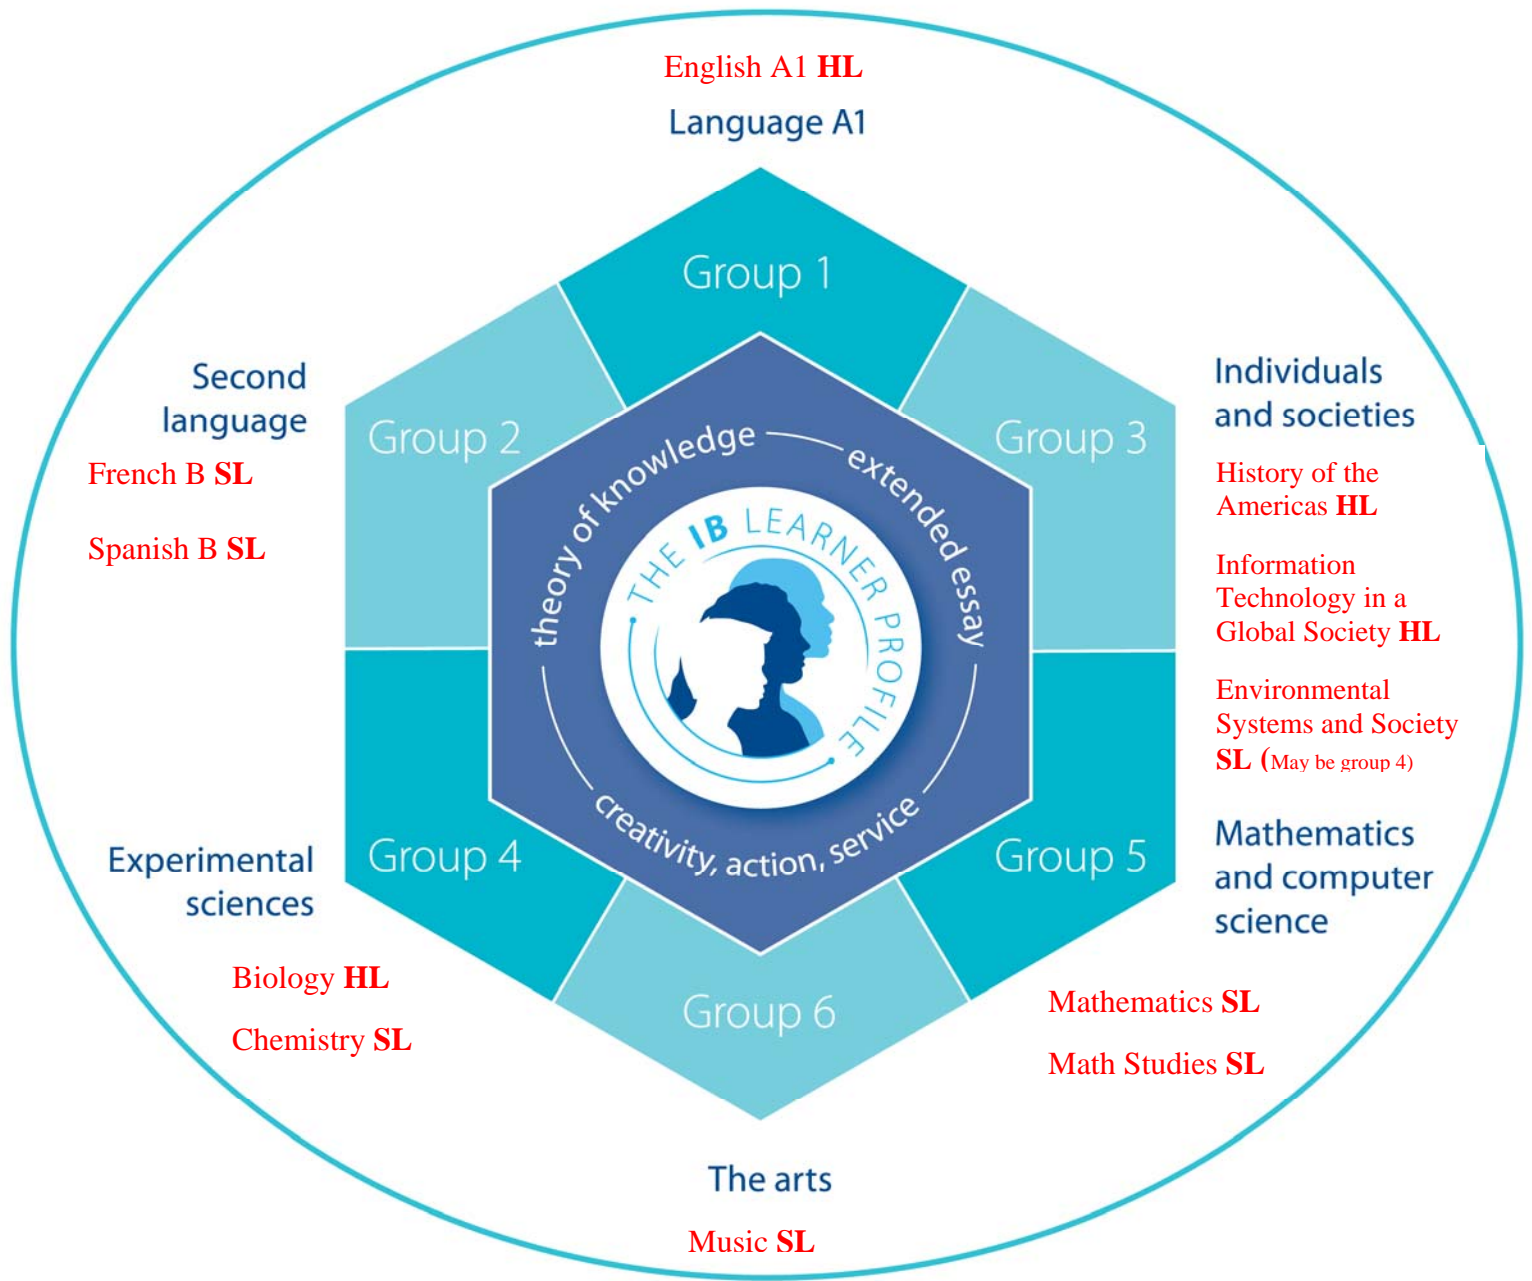 English A1 HL
Language A1
Group 1
Second
language
French B SL
Spanish B SL
Group 2
Group 3
Individuals
and societies
History of the
Americas HL
Information
Technology in a
Global Society HL
Environmental
Systems and Society
SL (May be group 4)
theory of knowledge
extended essay
creativity, action, service
THE IB LEARNER PROFILE
Experimental
sciences
Biology HL
Chemistry SL
Group 4
Group 5
Mathematics
and computer
science
Mathematics SL
Math Studies SL
Group 6
The arts
Music SL